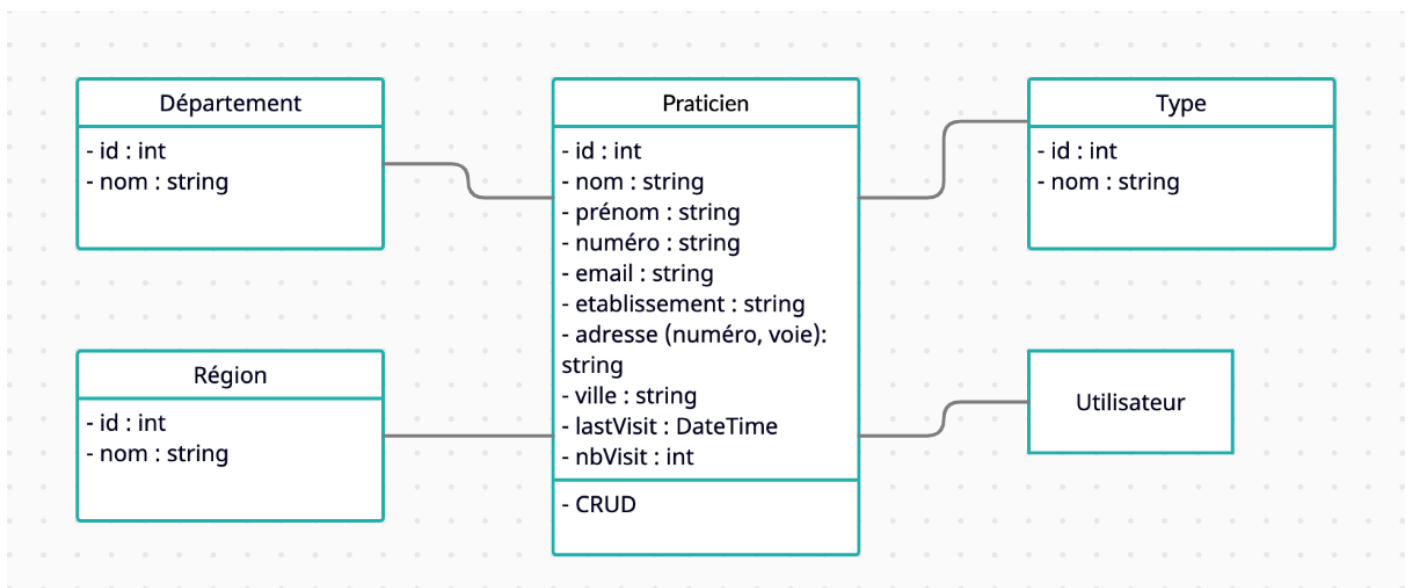 Département
- id : int
- nom : string
Praticien
- id : int
- nom : string
- prénom : string
- numéro : string
- email : string
- etablissement : string
- adresse (numéro, voie):
string
- ville : string
- lastVisit : DateTime
- nbVisit : int
- CRUD
Type
- id : int
- nom : string
Région
- id : int
- nom : string
Utilisateur